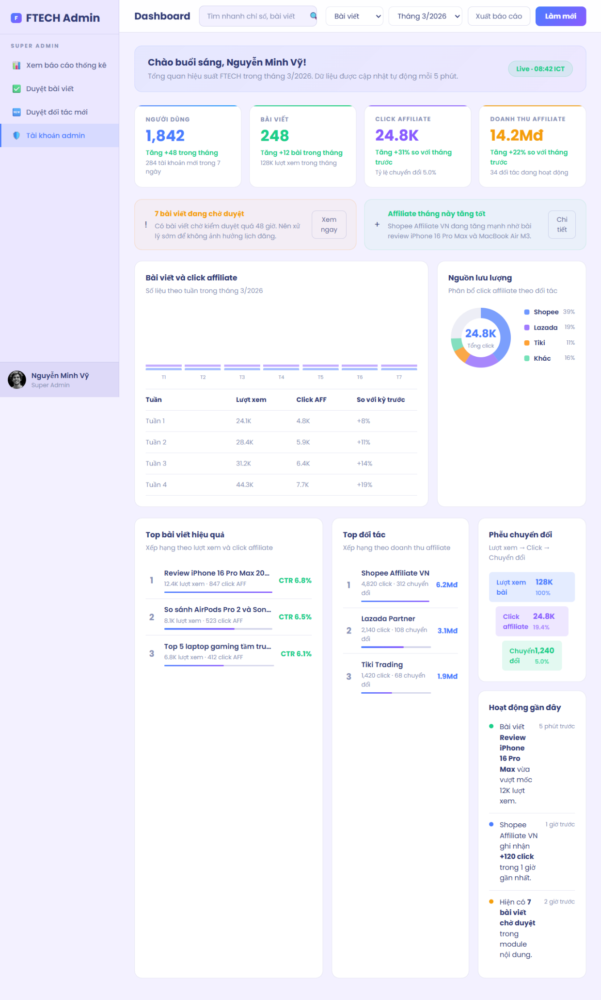 F FTECH Admin
SUPER ADMIN
Xem báo cáo thống kê
Duyệt bài viết
NEW Duyệt đối tác mới
Tài khoản admin
Nguyễn Minh Vỹ
Super Admin
Dashboard
Tìm nhanh chỉ số, bài viết
Bài viết
Tháng 3/2026
Xuất báo cáo
Làm mới
Chào buổi sáng, Nguyễn Minh Vỹ!
Tổng quan hiệu suất FTECH trong tháng 3/2026. Dữ liệu được cập nhật tự động mỗi 5 phút.
Live · 08:42 ICT
NGƯỜI DÙNG
1,842
Tăng +48 trong tháng
284 tài khoản mới trong 7
ngày
BÀI VIẾT
248
Tăng +12 bài trong tháng
128K lượt xem trong tháng
CLICK AFFILIATE
24.8K
Tăng +31% so với tháng
trước
Tỷ lệ chuyển đổi 5.0%
DOANH THU AFFILIATE
14.2Mđ
Tăng +22% so với tháng
trước
34 đối tác đang hoạt động
!
7 bài viết đang chờ duyệt
Có bài viết chờ kiểm duyệt quá 48 giờ. Nên xử
lý sớm để không ảnh hưởng lịch đăng.
Xem
ngay
+
Affiliate tháng này tăng tốt
Shopee Affiliate VN đang tăng mạnh nhờ bài
review iPhone 16 Pro Max và MacBook Air M3.
Chi
tiết
Bài viết và click affiliate
Số liệu theo tuần trong tháng 3/2026
T1 T2 T3 T4 T5 T6 T7
Tuần Lượt xem Click AFF So với kỳ trước
Tuần 1 24.1K 4.8K +8%
Tuần 2 28.4K 5.9K +11%
Tuần 3 31.2K 6.4K +14%
Tuần 4 44.3K 7.7K +19%
Nguồn lưu lượng
Phân bổ click affiliate theo đối tác
24.8K
Tổng click
Shopee 39%
Lazada 19%
Tiki 11%
Khác 16%
Top bài viết hiệu quả
Xếp hạng theo lượt xem và click affiliate
1
Review iPhone 16 Pro Max 20...
12.4K lượt xem · 847 click AFF
CTR 6.8%
2
So sánh AirPods Pro 2 và Son...
8.1K lượt xem · 523 click AFF
CTR 6.5%
3
Top 5 laptop gaming tầm tru...
6.8K lượt xem · 412 click AFF
CTR 6.1%
Top đối tác
Xếp hạng theo doanh thu affiliate
1
Shopee Affiliate VN
4,820 click · 312 chuyển
đổi
6.2Mđ
2
Lazada Partner
2,140 click · 108 chuyển
đổi
3.1Mđ
3
Tiki Trading
1,420 click · 68 chuyển
đổi
1.9Mđ
Phễu chuyển đổi
Lượt xem → Click →
Chuyển đổi
Lượt xem
bài
128K
100%
Click
affiliate
24.8K
19.4%
Chuyển
đổi
1,240
5.0%
Hoạt động gần đây
Bài viết
Review
iPhone
16 Pro
Max vừa
vượt mốc
12K lượt
xem.
5 phút trước
Shopee
Affiliate VN
ghi nhận
+120 click
trong 1 giờ
gần nhất.
1 giờ trước
Hiện có 7
bài viết
chờ duyệt
trong
module
nội dung.
2 giờ trước